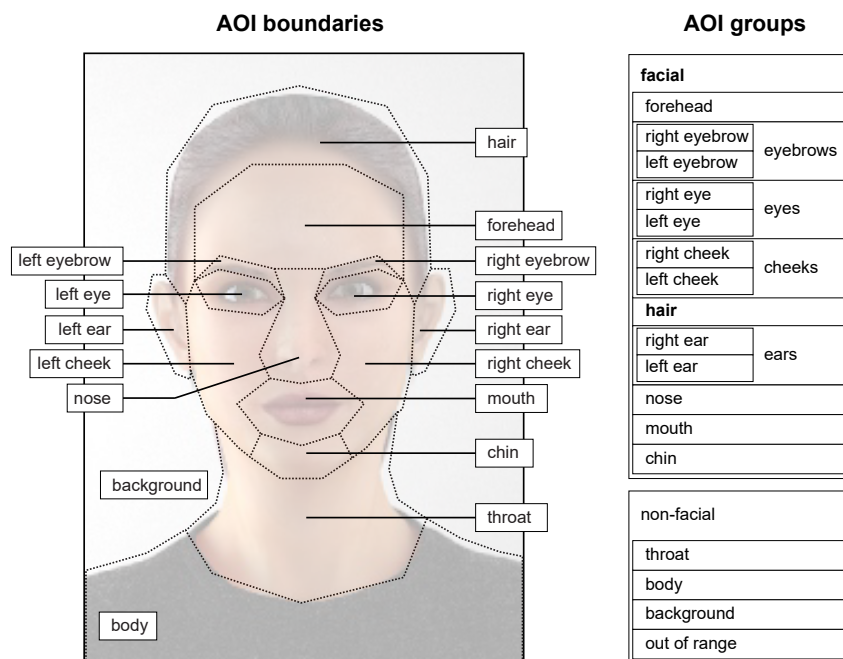 AOI boundaries
hair
forehead
left eyebrow
right eyebrow
left eye
right eye
left ear
right ear
left cheek
right cheek
nose
mouth
chin
background
throat
body
AOI groups
facial
forehead
right eyebrow
left eyebrow
eyebrows
right eye
left eye
eyes
right cheek
left cheek
cheeks
hair
right ear
left ear
ears
nose
mouth
chin
non-facial
throat
body
background
out of range